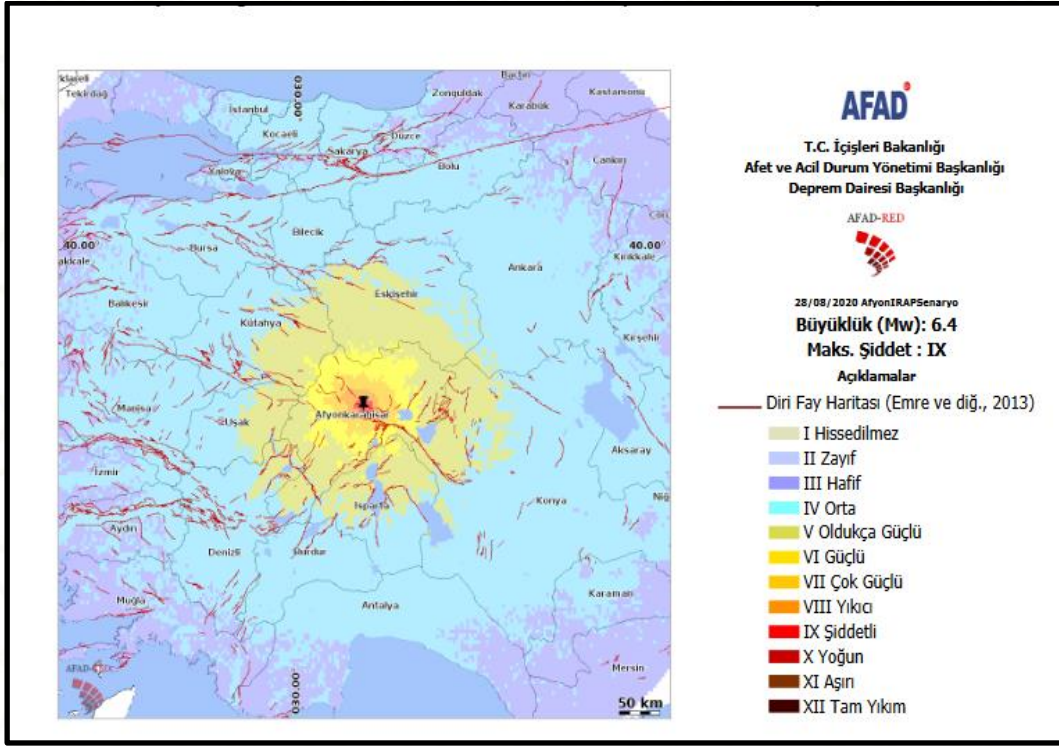 Tekirdağ
İstanbul
030.00°
Zonguldak
Bartın
Karabük
Kastamonu
Kocaeli
Sakarya
Düzce
Yalova
Bolu
Çankırı
40.00°
Bursa
Bilecik
Ankara
40.00°
Kırıkkale
Balıkesir
Eskişehir
Kütahya
Kırşehir
Manisa
Uşak
Afyonkarahisar
Aksaray
İzmir
Isparta
Konya
Aydın
Denizli
Burdur
Muğla
Antalya
Karaman
Mersin
030.00°
50 km
AFAD
T.C. İçişleri Bakanlığı
Afet ve Acil Durum Yönetimi Başkanlığı
Deprem Dairesi Başkanlığı
AFAD-RED
28/08/2020 AfyonIRAPSenaryo
Büyüklük (Mw): 6.4
Maks. Şiddet : IX
Açıklamalar
Diri Fay Haritası (Emre ve diğ., 2013)
I Hissedilmez
II Zayıf
III Hafif
IV Orta
V Oldukça Güçlü
VI Güçlü
VII Çok Güçlü
VIII Yıkıcı
IX Şiddetli
X Yoğun
XI Aşırı
XII Tam Yıkım